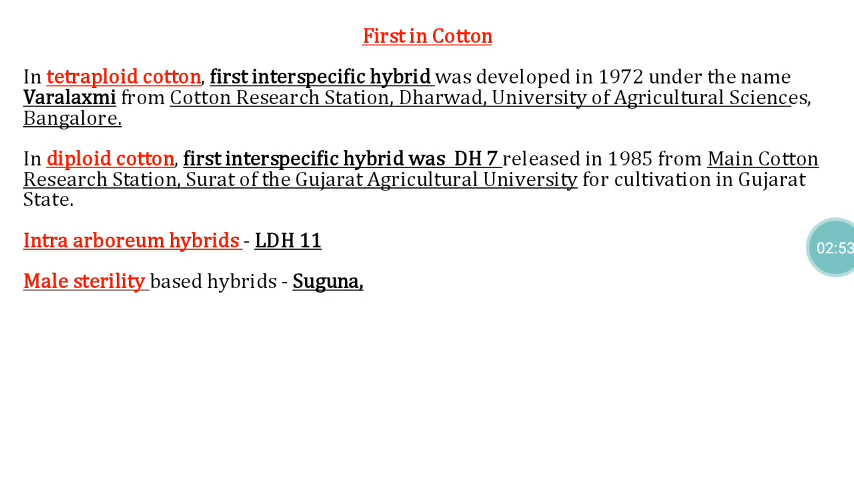 First in Cotton
In tetraploid cotton, first interspecific hybrid was developed in 1972 under the name
Varalaxmi from Cotton Research Station, Dharwad, University of Agricultural Sciences,
Bangalore.
In diploid cotton, first interspecific hybrid was  DH 7 released in 1985 from Main Cotton
Research Station, Surat of the Gujarat Agricultural University for cultivation in Gujarat
State.
Intra arboreum hybrids - LDH 11
02:53
Male sterility based hybrids - Suguna,